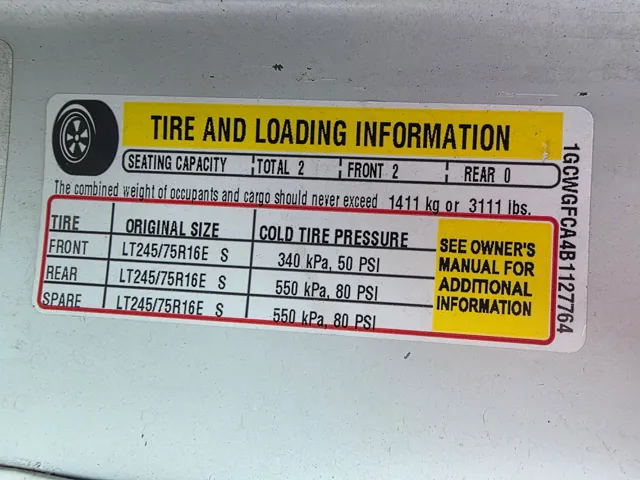 TIRE AND LOADING INFORMATION
SEATING CAPACITY TOTAL 2 FRONT 2 REAR 0
The combined weight of occupants and cargo should never exceed 1411 kg or 3111 lbs.
TIRE ORIGINAL SIZE COLD TIRE PRESSURE
FRONT LT245/75R16E S 340 kPa, 50 PSI
REAR LT245/75R16E S 550 kPa, 80 PSI
SPARE LT245/75R16E S 550 kPa, 80 PSI
SEE OWNER'S
MANUAL FOR
ADDITIONAL
INFORMATION
1GCWGFCA4B1127764